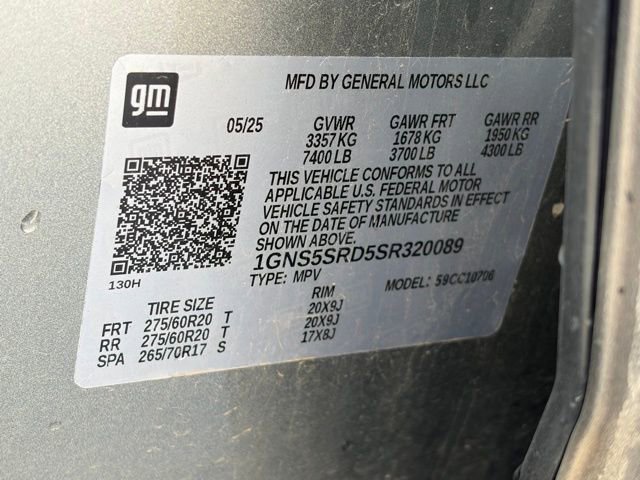 gm
MFD BY GENERAL MOTORS LLC
05/25 GVWR GAWR FRT GAWR RR
3357 KG 1678 KG 1950 KG
7400 LB 3700 LB 4300 LB
THIS VEHICLE CONFORMS TO ALL
APPLICABLE U.S. FEDERAL MOTOR
VEHICLE SAFETY STANDARDS IN EFFECT
ON THE DATE OF MANUFACTURE
SHOWN ABOVE.
1GNS5SRD5SR320089
130H
TYPE: MPV MODEL: 59CC10706
TIRE SIZE RIM
FRT 275/60R20 T 20X9J
RR 275/60R20 T 20X9J
SPA 265/70R17 S 17X8J